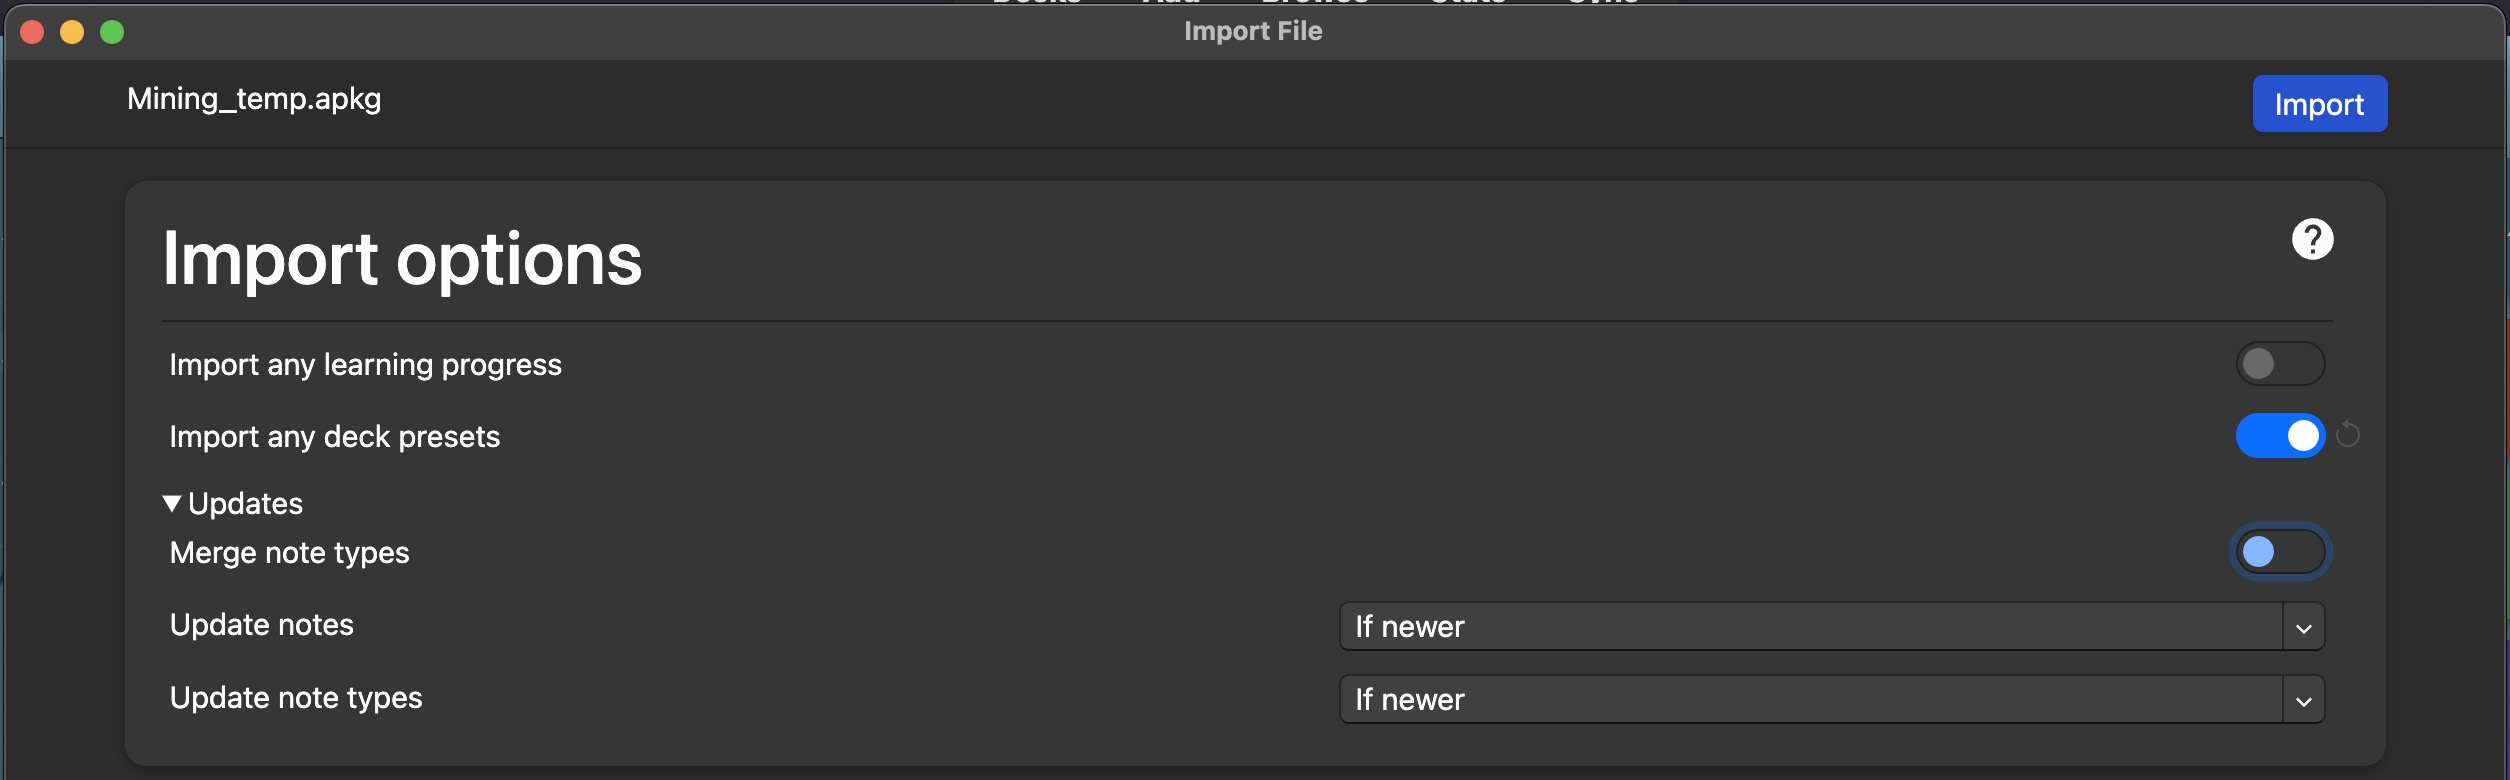 Import File
Mining_temp.apkg
Import
Import options
?
Import any learning progress
Import any deck presets
Updates
Merge note types
Update notes
If newer
Update note types
If newer